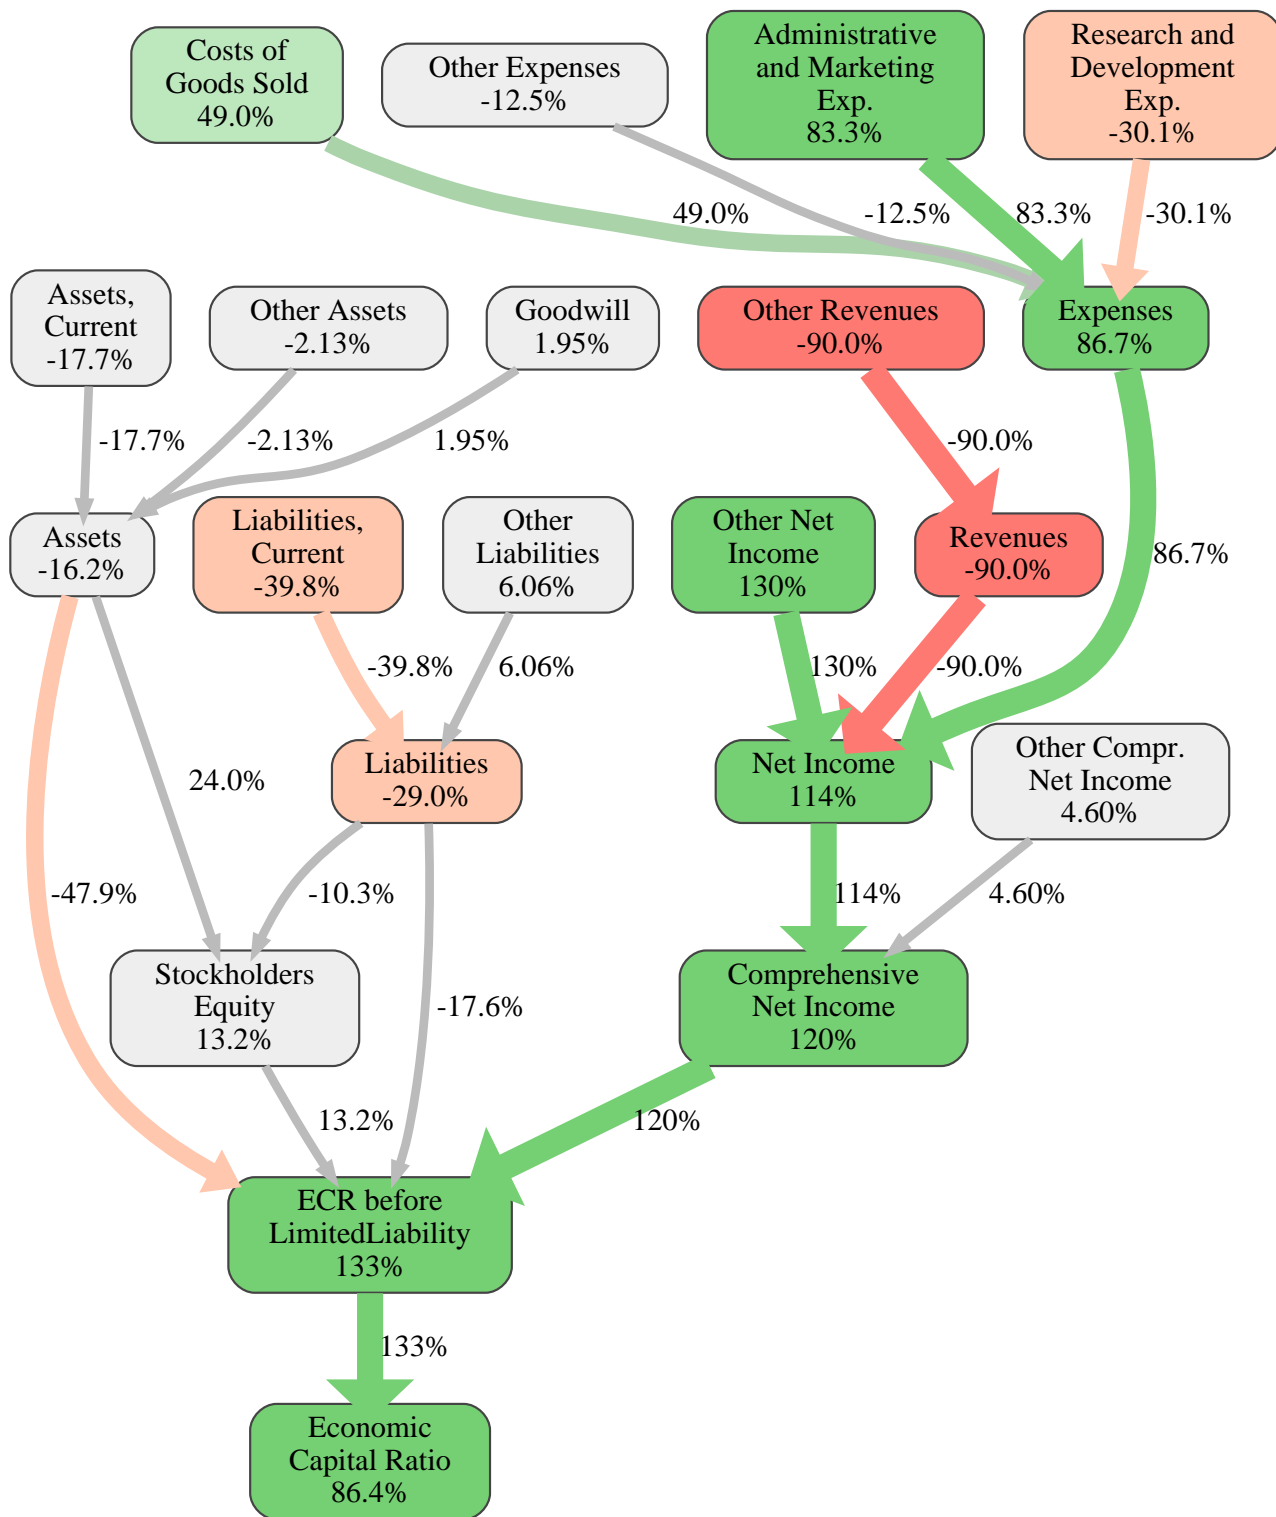 Costs of
Goods Sold
49.0%
Other Expenses
-12.5%
Administrative
and Marketing
Exp.
83.3%
Research and
Development
Exp.
-30.1%
49.0%
-12.5%
83.3%
-30.1%
Assets,
Current
-17.7%
Other Assets
-2.13%
Goodwill
1.95%
Other Revenues
-90.0%
Expenses
86.7%
-17.7%
-2.13%
1.95%
-90.0%
86.7%
Assets
-16.2%
Liabilities,
Current
-39.8%
Other
Liabilities
6.06%
Other Net
Income
130%
Revenues
-90.0%
-39.8%
6.06%
130%
-90.0%
24.0%
Liabilities
-29.0%
Net Income
114%
Other Compr.
Net Income
4.60%
-47.9%
-10.3%
114%
4.60%
-17.6%
Stockholders
Equity
13.2%
Comprehensive
Net Income
120%
13.2%
120%
ECR before
LimitedLiability
133%
133%
Economic
Capital Ratio
86.4%